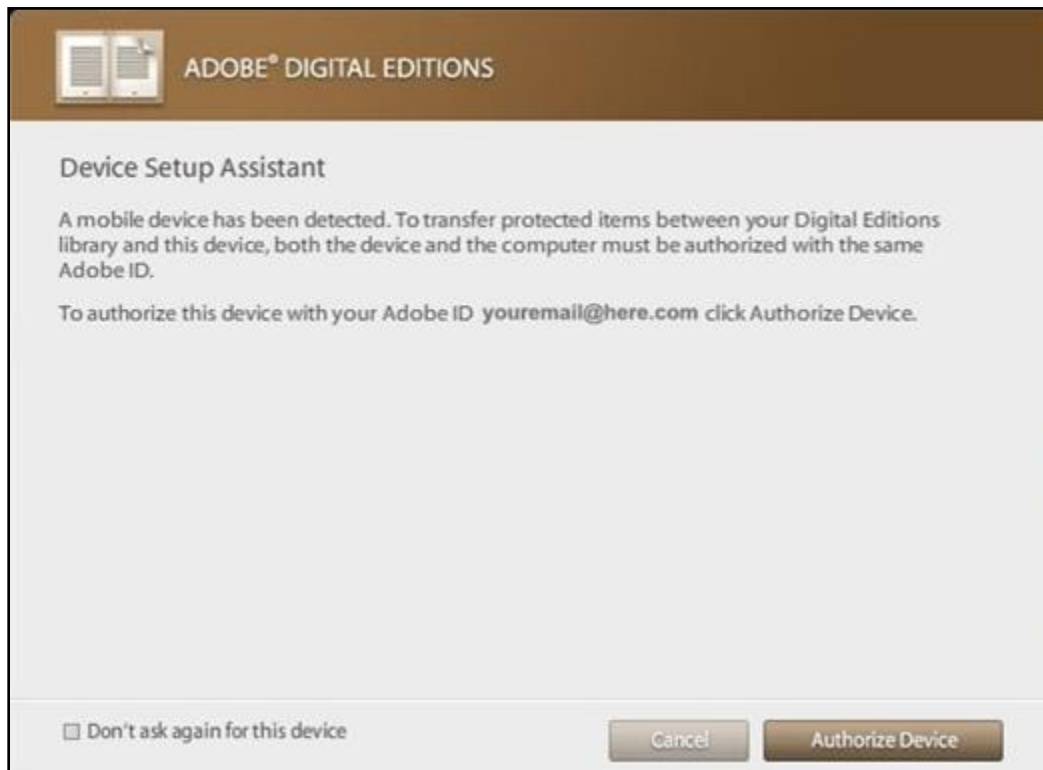 ADOBE® DIGITAL EDITIONS
Device Setup Assistant
A mobile device has been detected. To transfer protected items between your Digital Editions
library and this device, both the device and the computer must be authorized with the same
Adobe ID.
To authorize this device with your Adobe ID youremail@here.com click Authorize Device.
Don't ask again for this device
Cancel
Authorize Device